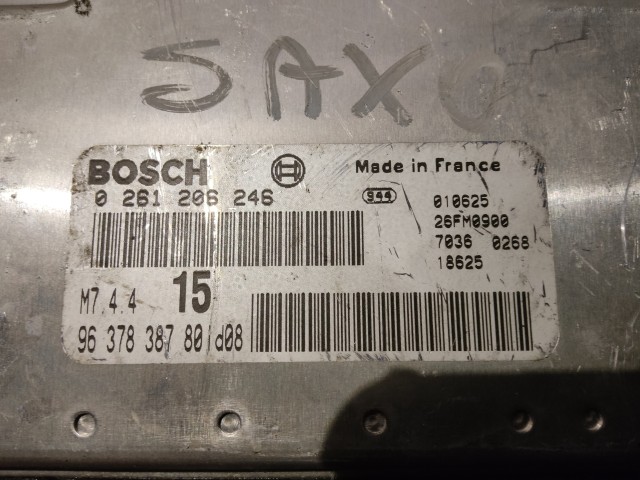 SAXO
BOSCH Made in France
0 261 206 246 944 010625
26FM0900
7036 0268
18625
M7.4.4 15
96 378 387 80 d08